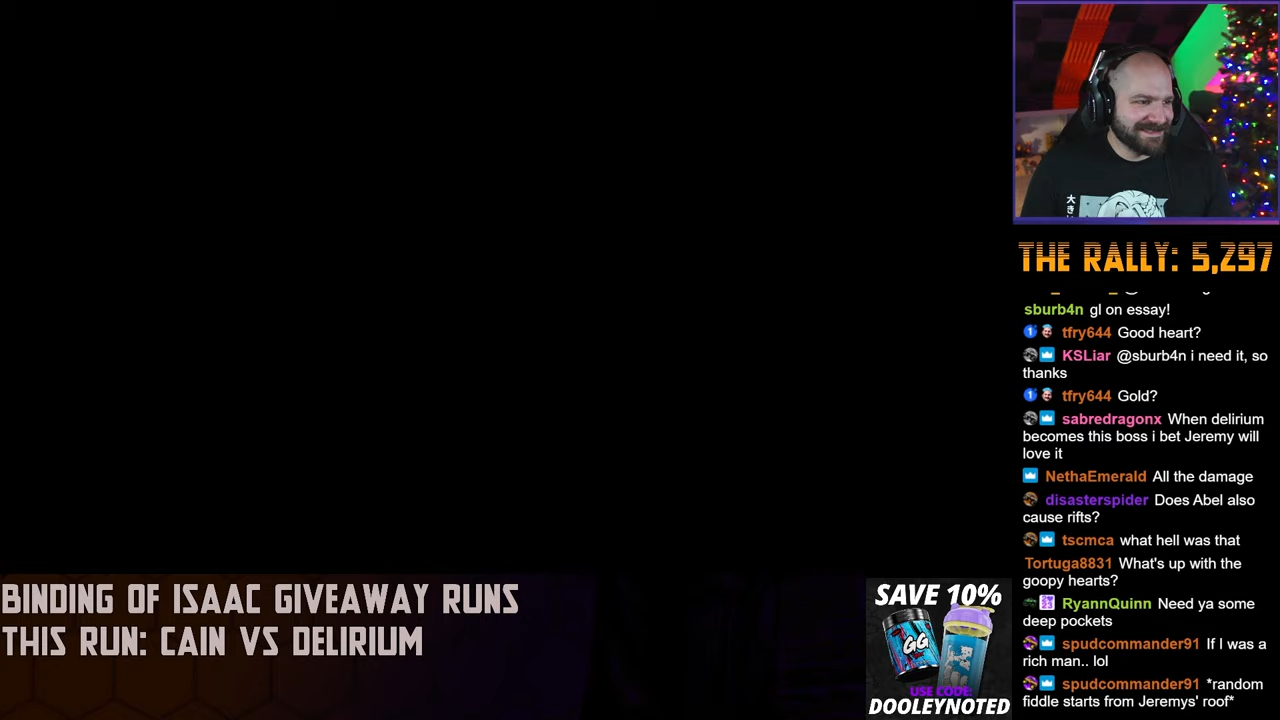 THE RALLY: 5,297
sburb4n gl on essay!
tfry644 Good heart?
KSLiar @sburb4n i need it, so
thanks
tfry644 Gold?
sabredragonx When delirium
becomes this boss i bet Jeremy will
love it
NethaEmerald All the damage
disasterspider Does Abel also
cause rifts?
tscmca what hell was that
Tortuga8831 What's up with the
goopy hearts?
RyannQuinn Need ya some
deep pockets
spudcommander91 If I was a
rich man.. lol
spudcommander91 *random
fiddle starts from Jeremys' roof*
BINDING OF ISAAC GIVEAWAY RUNS
THIS RUN: CAIN VS DELIRIUM
SAVE 10%
GG
USE CODE:
DOOLEYNOTED